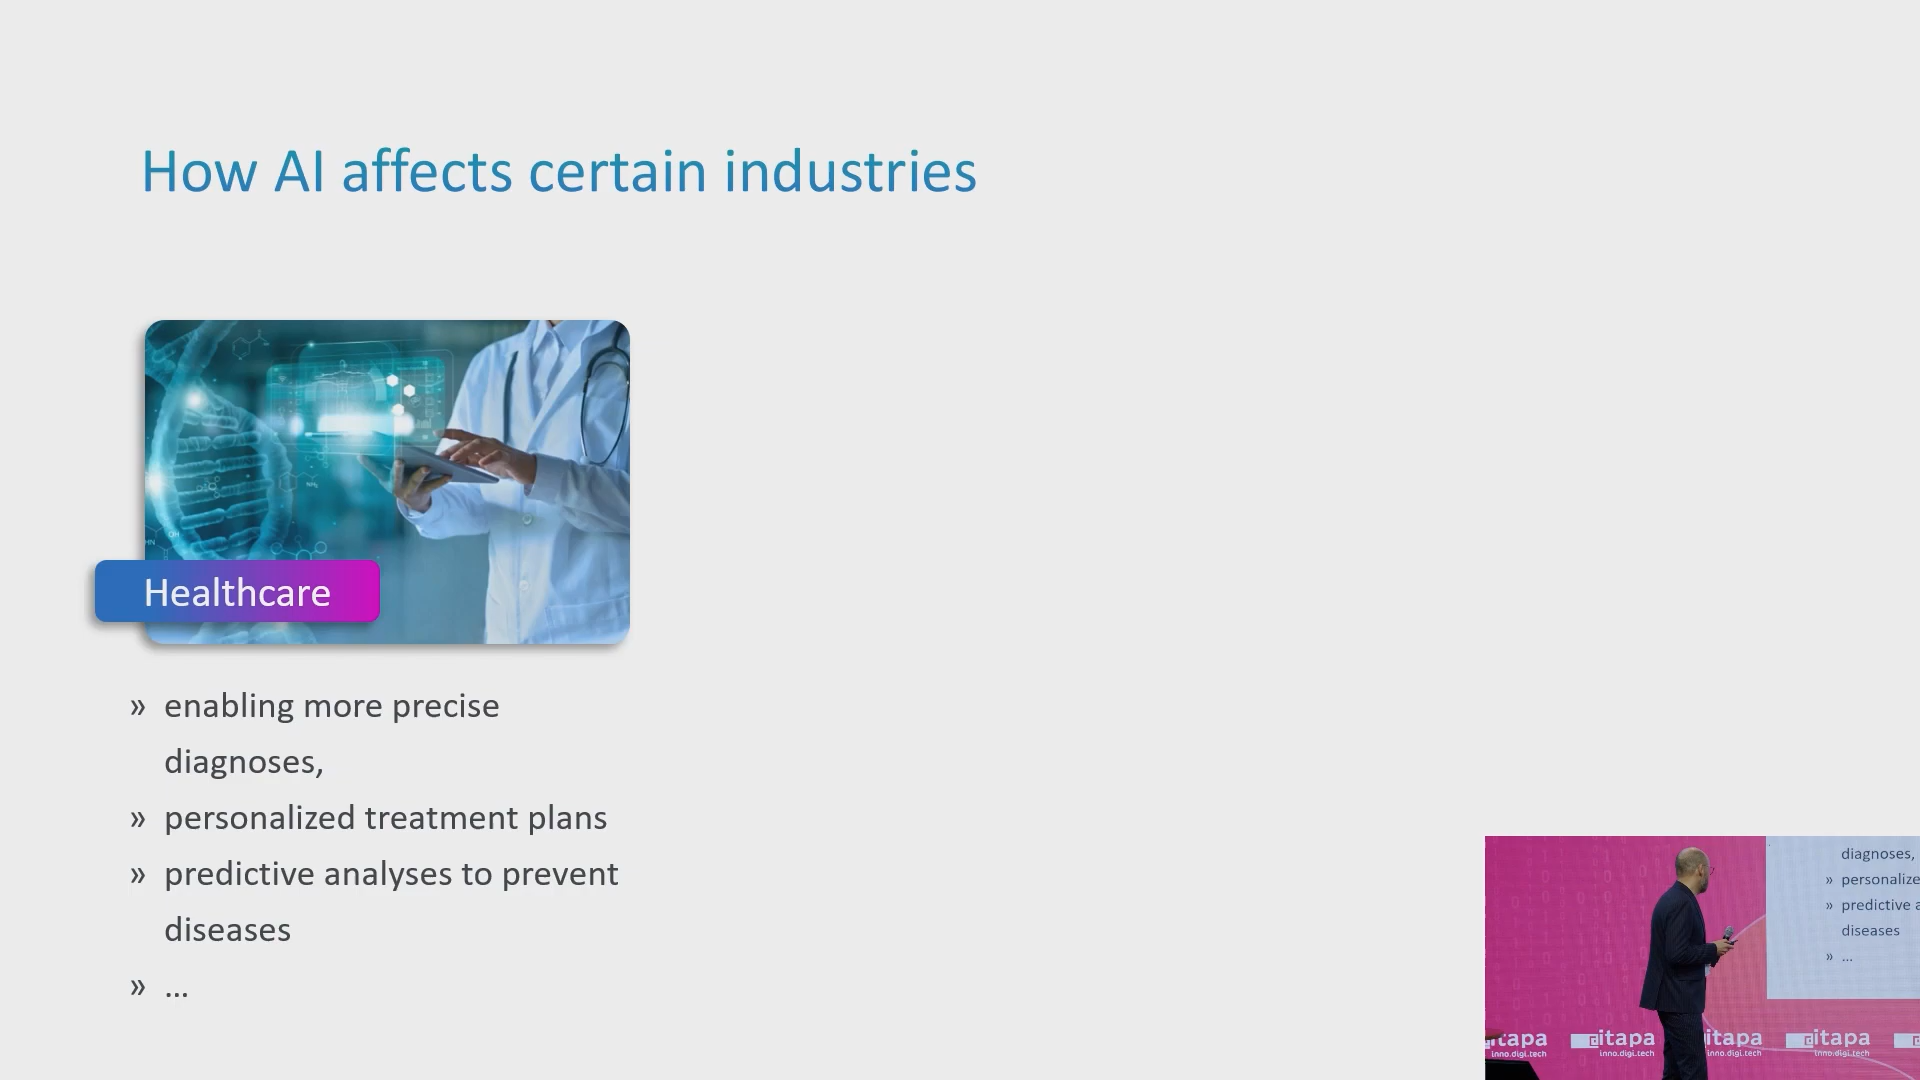 How AI affects certain industries
Healthcare
» enabling more precise
diagnoses,
» personalized treatment plans
» predictive analyses to prevent
diseases
» ...
diagnoses,
» personalize
» predictive a
diseases
» ...
itapa
inno.digi.tech
itapa
inno.digi.tech
itapa
inno.digi.tech
itapa
inno.digi.tech